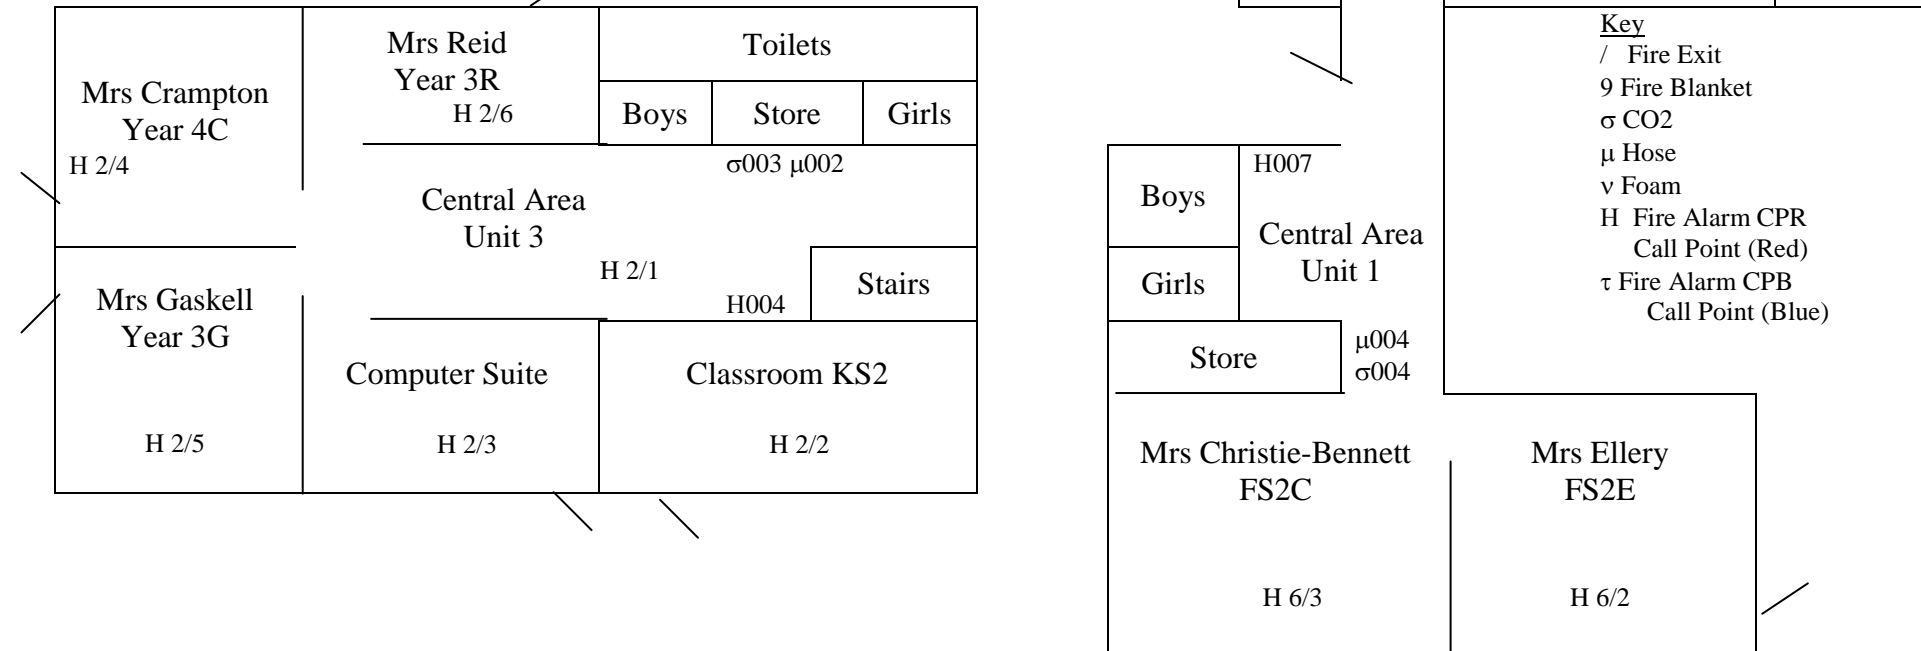 Mrs Crampton
Year 4C
H 2/4
Mrs Reid
Year 3R
H 2/6
Toilets
Boys
Store
Girls
σ003 μ002
Central Area
Unit 3
H 2/1
H004
Stairs
Mrs Gaskell
Year 3G
H 2/5
Computer Suite
H 2/3
Classroom KS2
H 2/2
Boys
H007
Girls
Central Area
Unit 1
Store
μ004
σ004
Mrs Christie-Bennett
FS2C
H 6/3
Mrs Ellery
FS2E
H 6/2
Key
/ Fire Exit
9 Fire Blanket
σ CO2
μ Hose
ν Foam
H Fire Alarm CPR
Call Point (Red)
τ Fire Alarm CPB
Call Point (Blue)